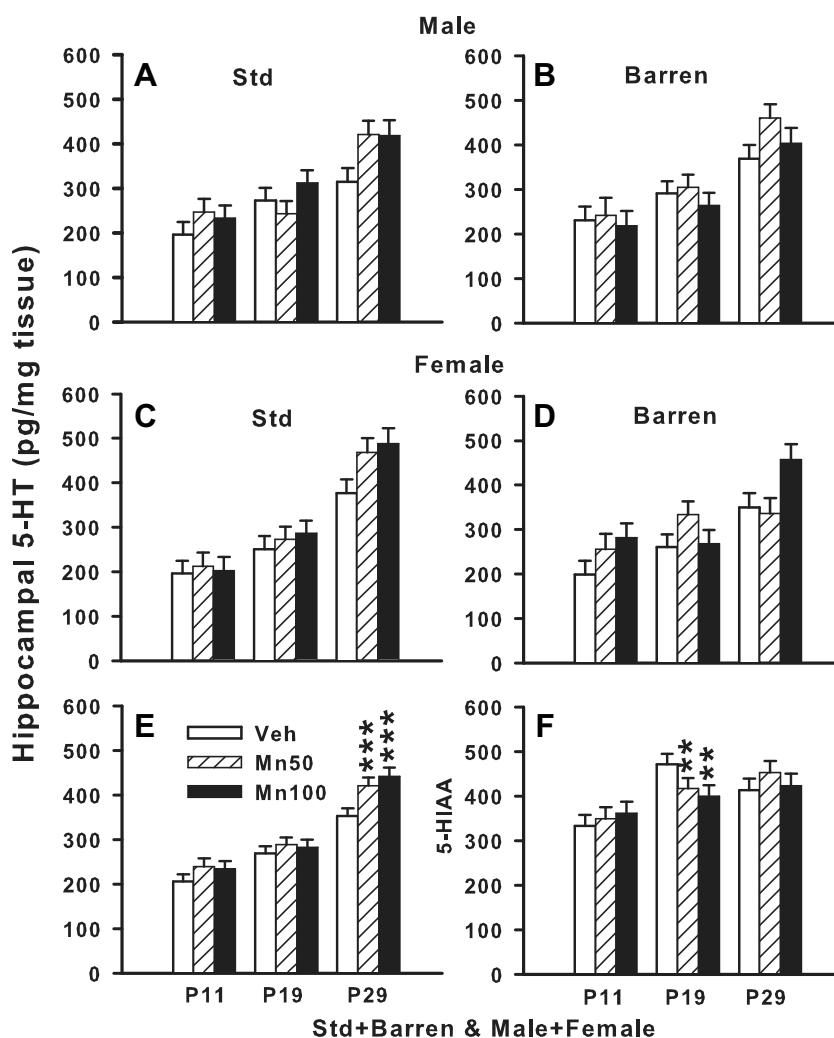 Male
A
Std
600
500
400
300
200
100
0
B
Barren
600
500
400
300
200
100
0
Hippocampal 5-HT (pg/mg tissue)
Female
C
Std
600
500
400
300
200
100
0
D
Barren
600
500
400
300
200
100
0
E
Veh
Mn50
Mn100
***
***
600
500
400
300
200
100
0
P11 P19 P29
F
5-HIAA
**
**
600
500
400
300
200
100
0
P11 P19 P29
Std+Barren & Male+Female